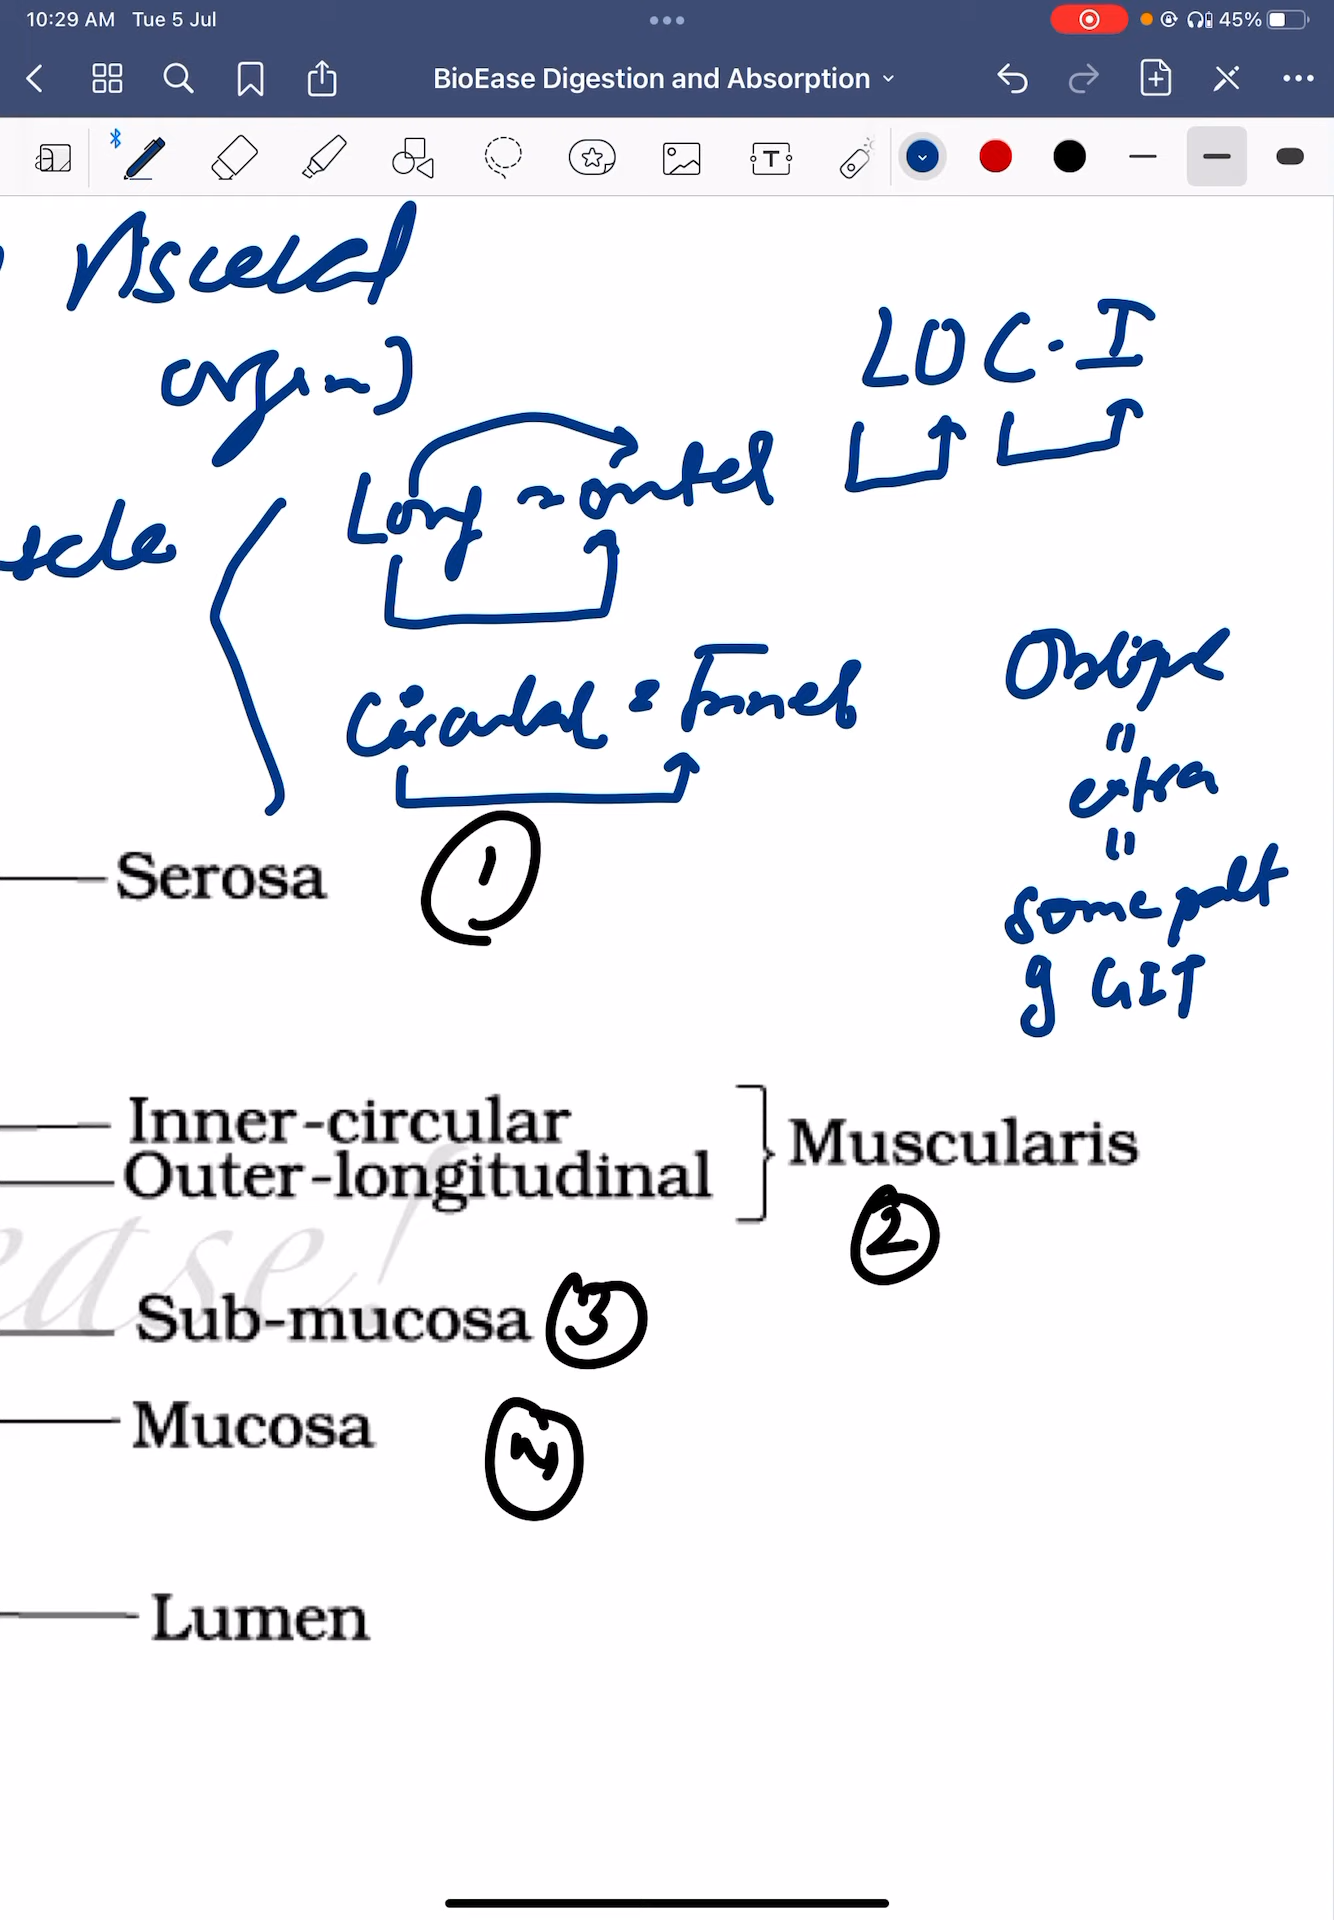 10:29 AM Tue 5 Jul
45%
BioEase Digestion and Absorption
T
Visceral
organ)
LOC-I
Long = outer
scle
Circular = Inner
Oblique
"
extra
"
some part
of GIT
Serosa
1
Inner-circular
Outer-longitudinal
Muscularis
2
ease!
Sub-mucosa 3
Mucosa
4
Lumen